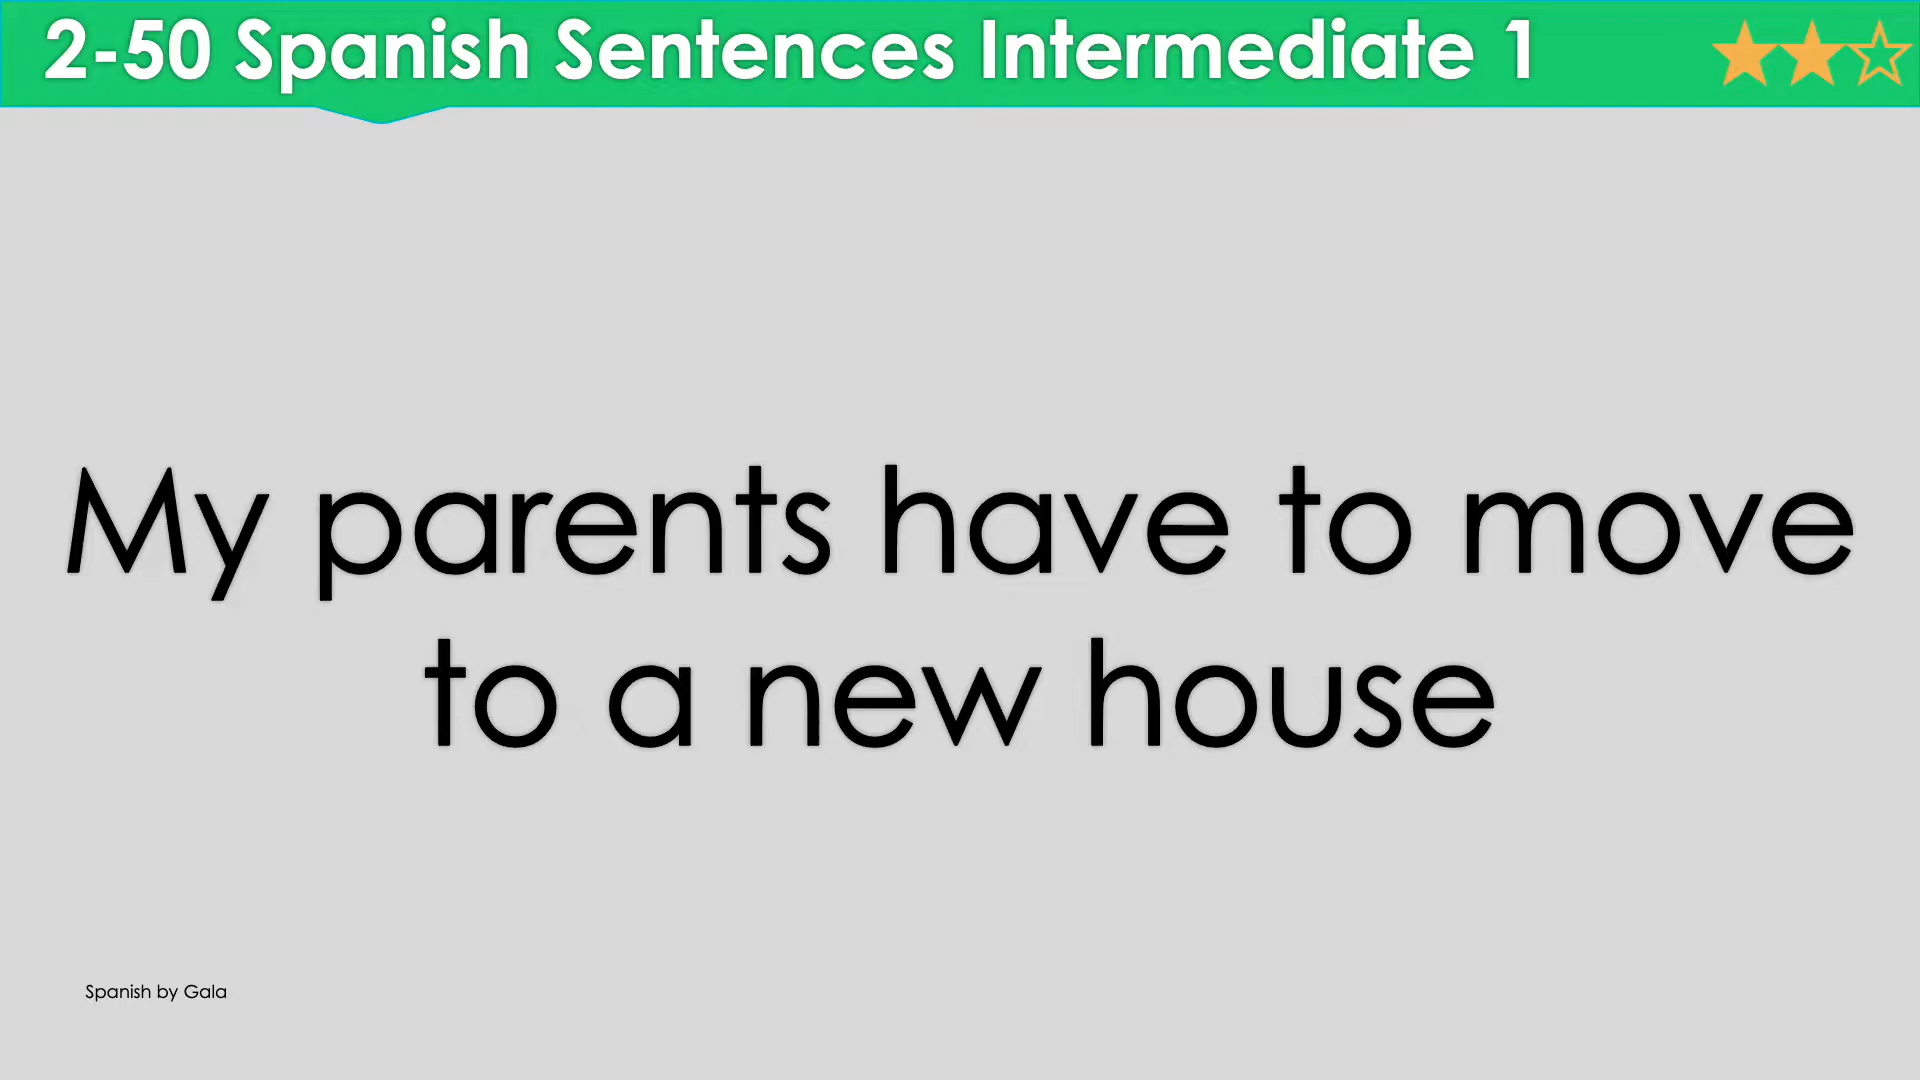 2-50 Spanish Sentences Intermediate 1
My parents have to move
to a new house
Spanish by Gala